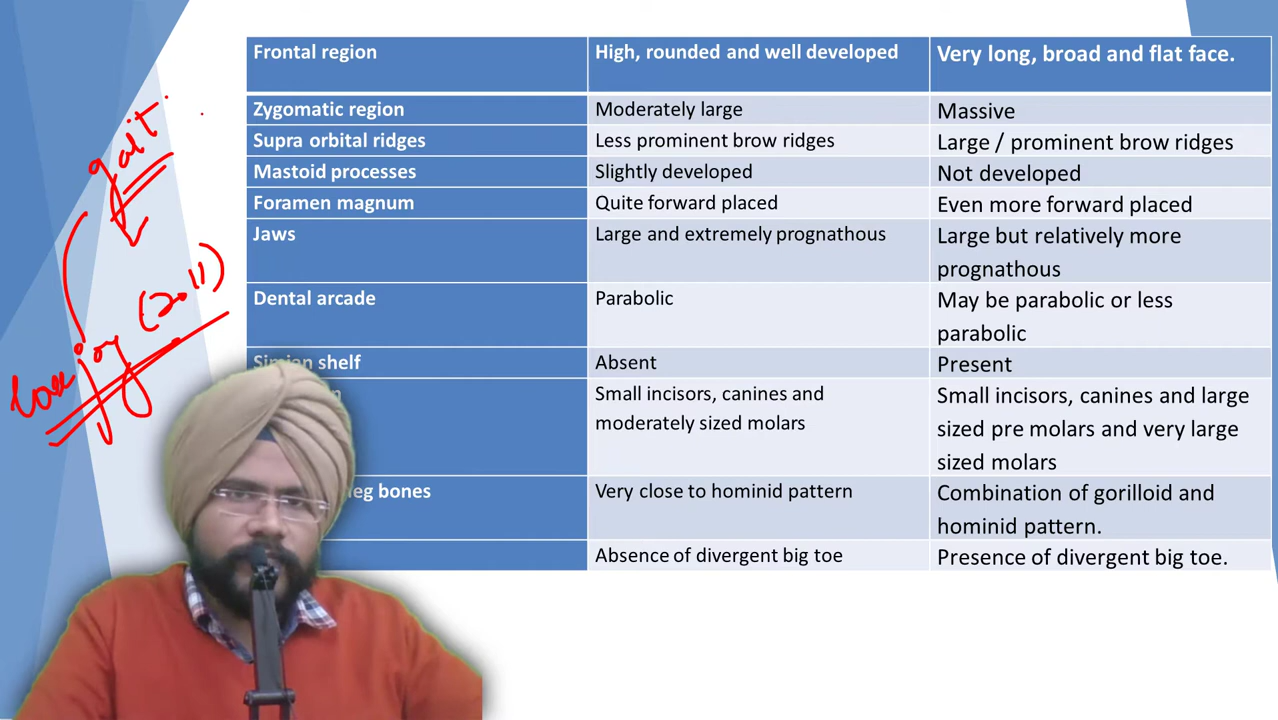 Frontal region
High, rounded and well developed
Very long, broad and flat face.
Zygomatic region
Moderately large
Massive
Supra orbital ridges
Less prominent brow ridges
Large / prominent brow ridges
Mastoid processes
Slightly developed
Not developed
Foramen magnum
Quite forward placed
Even more forward placed
Jaws
Large and extremely prognathous
Large but relatively more
prognathous
Dental arcade
Parabolic
May be parabolic or less
parabolic
shelf
Absent
Present
Small incisors, canines and
moderately sized molars
Small incisors, canines and large
sized pre molars and very large
sized molars
leg bones
Very close to hominid pattern
Combination of gorilloid and
hominid pattern.
Absence of divergent big toe
Presence of divergent big toe.
gait
(2011)